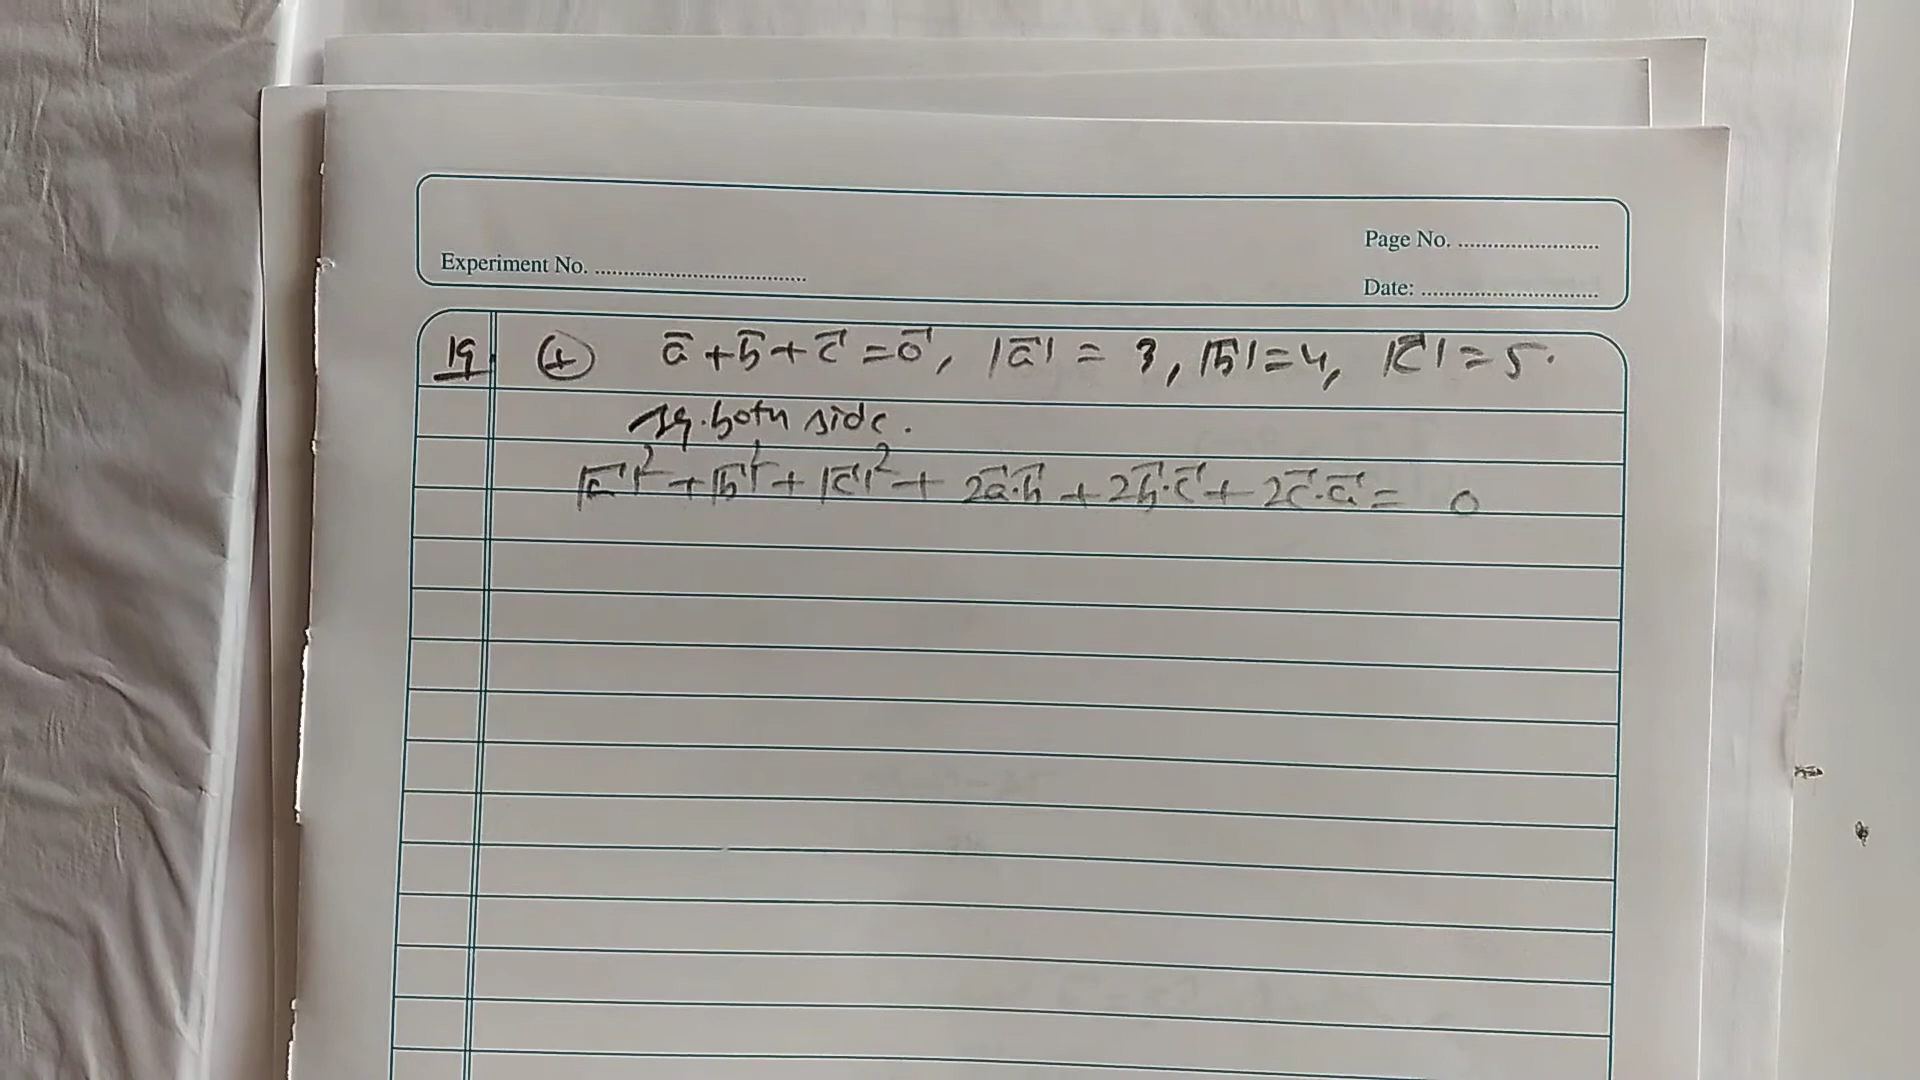 Page No. ........................
Experiment No. ....................................
Date: ..............................
19. (1) a̅ + b̅ + c⃗ = 0⃗, |a⃗| = 3, |b⃗| = 4, |c⃗| = 5.
sq. both side.
|a⃗|² + |b⃗|² + |c⃗|² + 2a⃗.b⃗ + 2b⃗.c⃗ + 2c⃗.a⃗ = 0